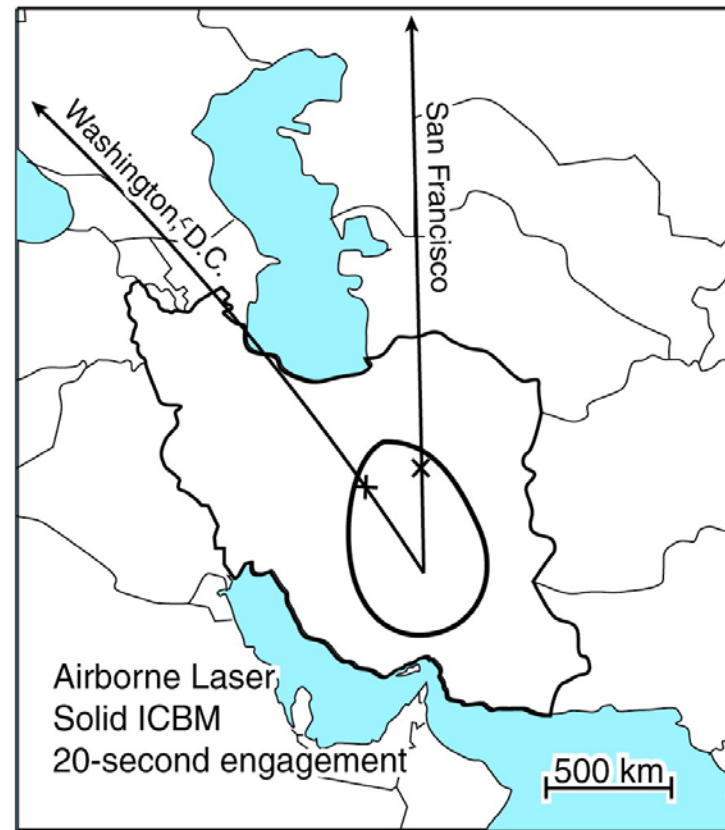 Washington, D.C.
San Francisco
Airborne Laser
Solid ICBM
20-second engagement
500 km